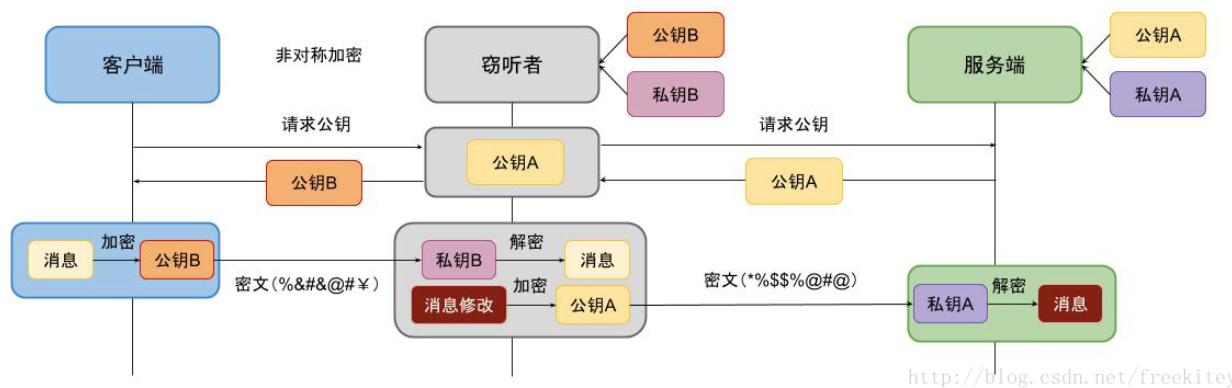 客户端
非对称加密
窃听者
公钥B
私钥B
服务端
公钥A
私钥A
请求公钥
公钥A
请求公钥
公钥B
公钥A
消息
加密
公钥B
密文(%&#&@#￥)
私钥B
解密
消息
消息修改
加密
公钥A
密文(*%$$%@#@)
私钥A
解密
消息
http://blog.csdn.net/freekitey